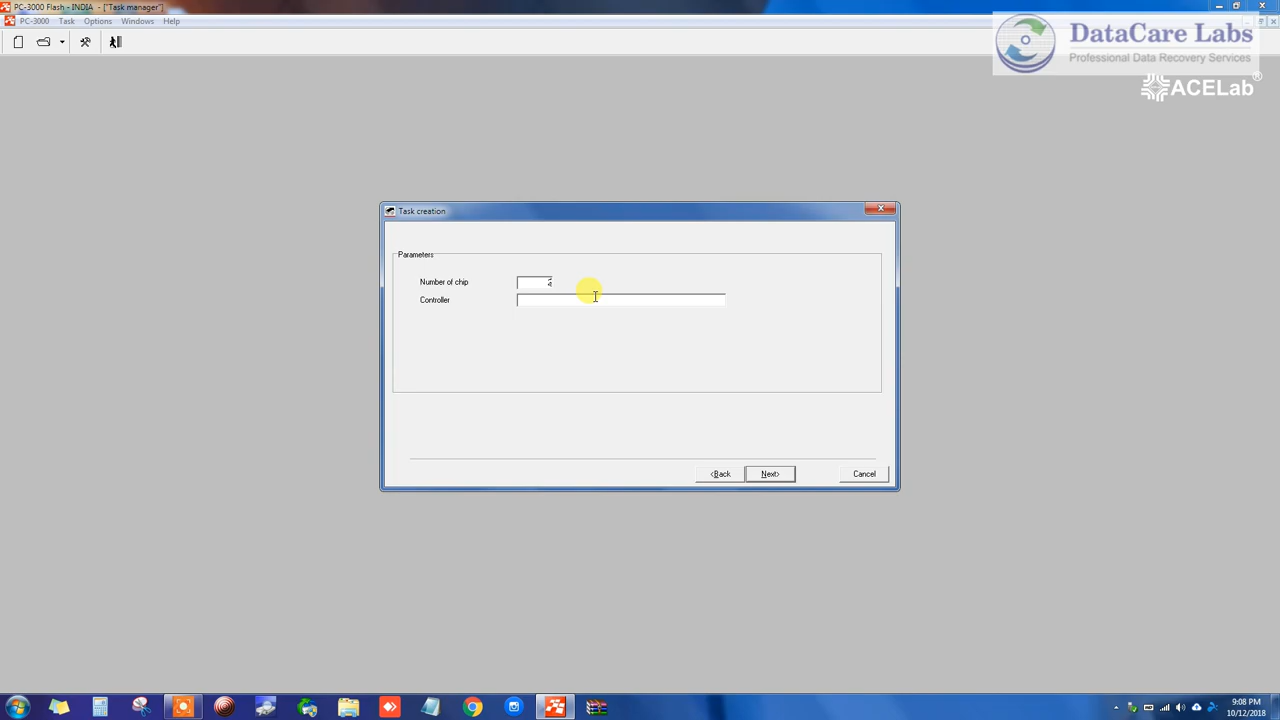 PC-3000 Flash - INDIA - ["Task manager"]
PC-3000 Task Options Windows Help
DataCare Labs
Professional Data Recovery Services
ACELab®
Task creation
Parameters
Number of chip 2
Controller
<Back Next> Cancel
9:08 PM
10/12/2018